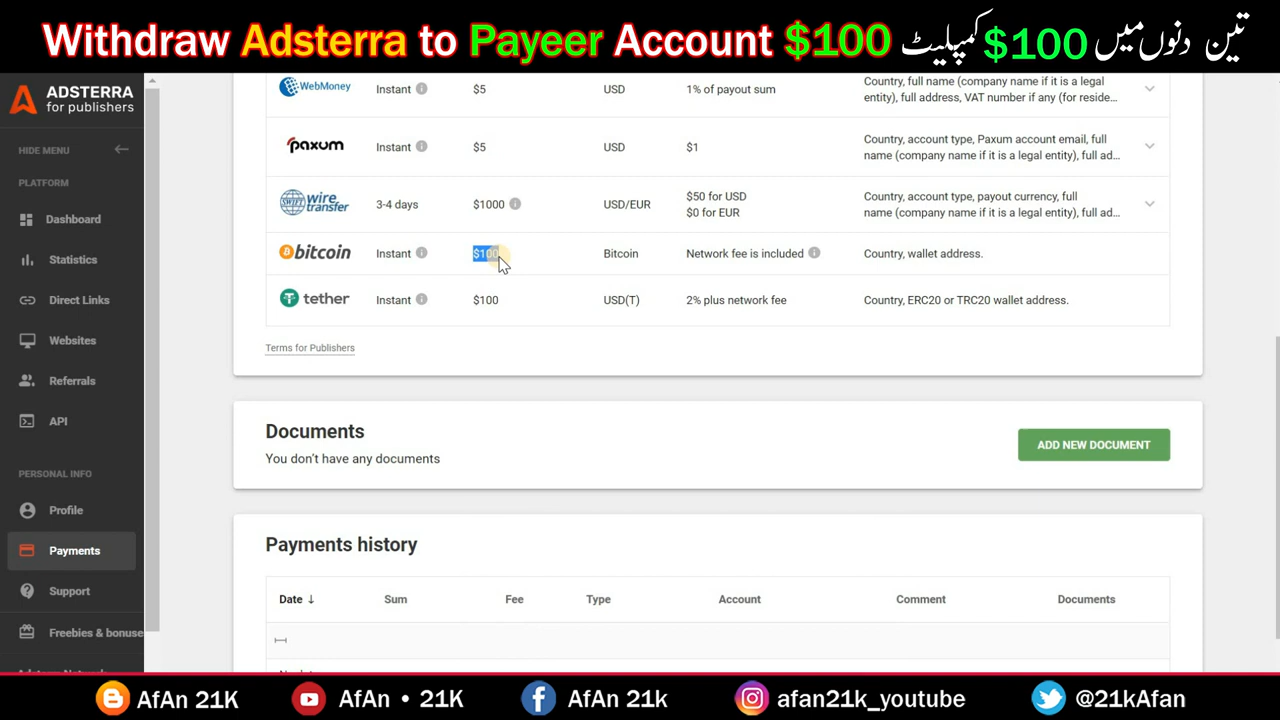 Withdraw Adsterra to Payeer Account $100 تین دنوں میں $100 کمپلیٹ
ADSTERRA
for publishers
HIDE MENU
PLATFORM
Dashboard
Statistics
Direct Links
Websites
Referrals
API
PERSONAL INFO
Profile
Payments
Support
Freebies & bonuse
WebMoney Instant $5 USD 1% of payout sum Country, full name (company name if it is a legal
entity), full address, VAT number if any (for reside...
paxum Instant $5 USD $1 Country, account type, Paxum account email, full
name (company name if it is a legal entity), full ad...
SWIFT wire transfer 3-4 days $1000 USD/EUR $50 for USD Country, account type, payout currency, full
$0 for EUR name (company name if it is a legal entity), full ad...
bitcoin Instant $100 Bitcoin Network fee is included Country, wallet address.
tether Instant $100 USD(T) 2% plus network fee Country, ERC20 or TRC20 wallet address.
Terms for Publishers
Documents
You don't have any documents
ADD NEW DOCUMENT
Payments history
Date ↓ Sum Fee Type Account Comment Documents
AfAn 21K AfAn • 21K AfAn 21k afan21k_youtube @21kAfan